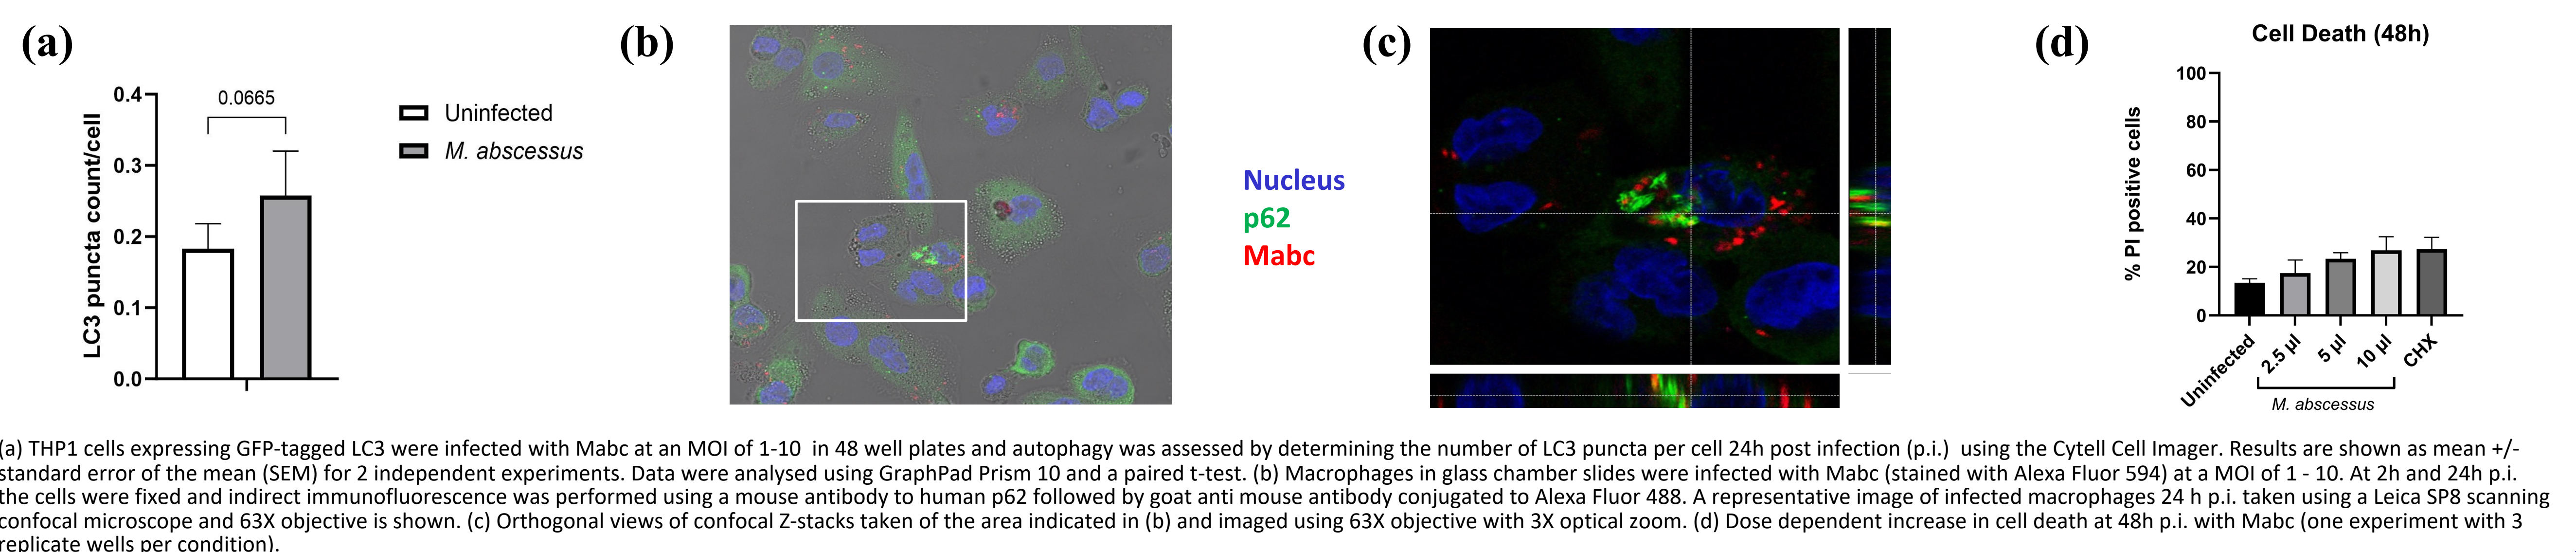 (a)
0.4
0.3
0.2
0.1
0.0
LC3 puncta count/cell
0.0665
Uninfected
M. abscessus
(b)
Nucleus
p62
Mabc
(c)
(d)
Cell Death (48h)
100
80
60
40
20
0
% PI positive cells
Uninfected
2.5 µl
5 µl
10 µl
CHX
M. abscessus
(a) THP1 cells expressing GFP-tagged LC3 were infected with Mabc at an MOI of 1-10 in 48 well plates and autophagy was assessed by determining the number of LC3 puncta per cell 24h post infection (p.i.) using the Cytell Cell Imager. Results are shown as mean +/-
standard error of the mean (SEM) for 2 independent experiments. Data were analysed using GraphPad Prism 10 and a paired t-test. (b) Macrophages in glass chamber slides were infected with Mabc (stained with Alexa Fluor 594) at a MOI of 1 - 10. At 2h and 24h p.i.
the cells were fixed and indirect immunofluorescence was performed using a mouse antibody to human p62 followed by goat anti mouse antibody conjugated to Alexa Fluor 488. A representative image of infected macrophages 24 h p.i. taken using a Leica SP8 scanning
confocal microscope and 63X objective is shown. (c) Orthogonal views of confocal Z-stacks taken of the area indicated in (b) and imaged using 63X objective with 3X optical zoom. (d) Dose dependent increase in cell death at 48h p.i. with Mabc (one experiment with 3
replicate wells per condition).